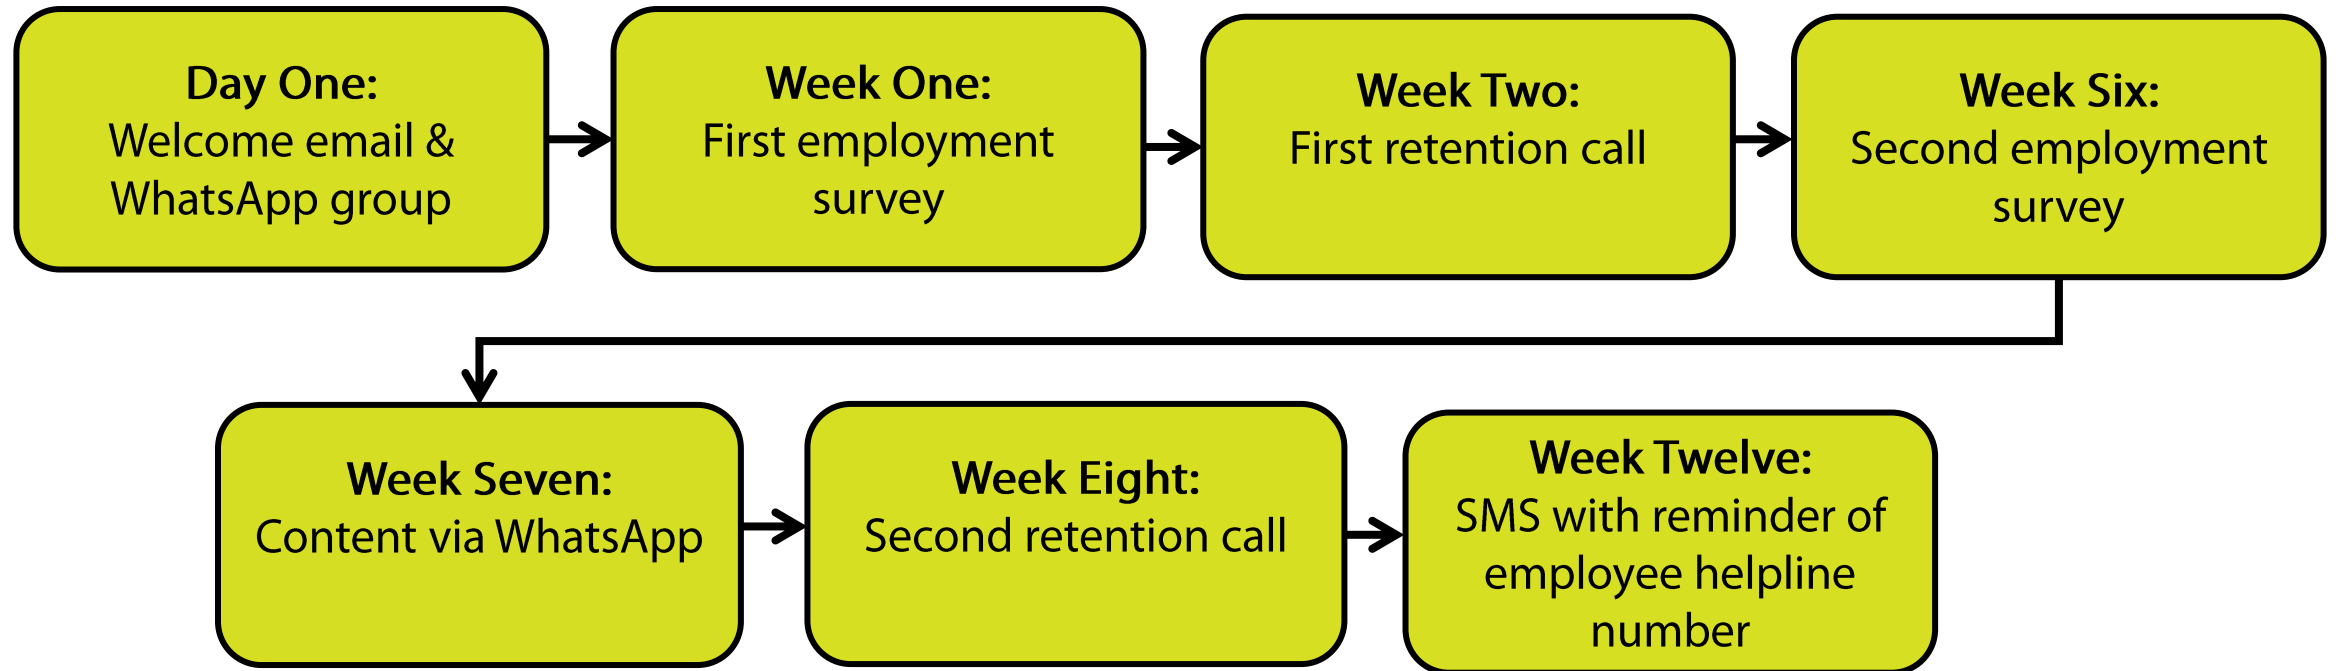 Day One:
Welcome email &
WhatsApp group
Week One:
First employment
survey
Week Two:
First retention call
Week Six:
Second employment
survey
Week Seven:
Content via WhatsApp
Week Eight:
Second retention call
Week Twelve:
SMS with reminder of
employee helpline
number